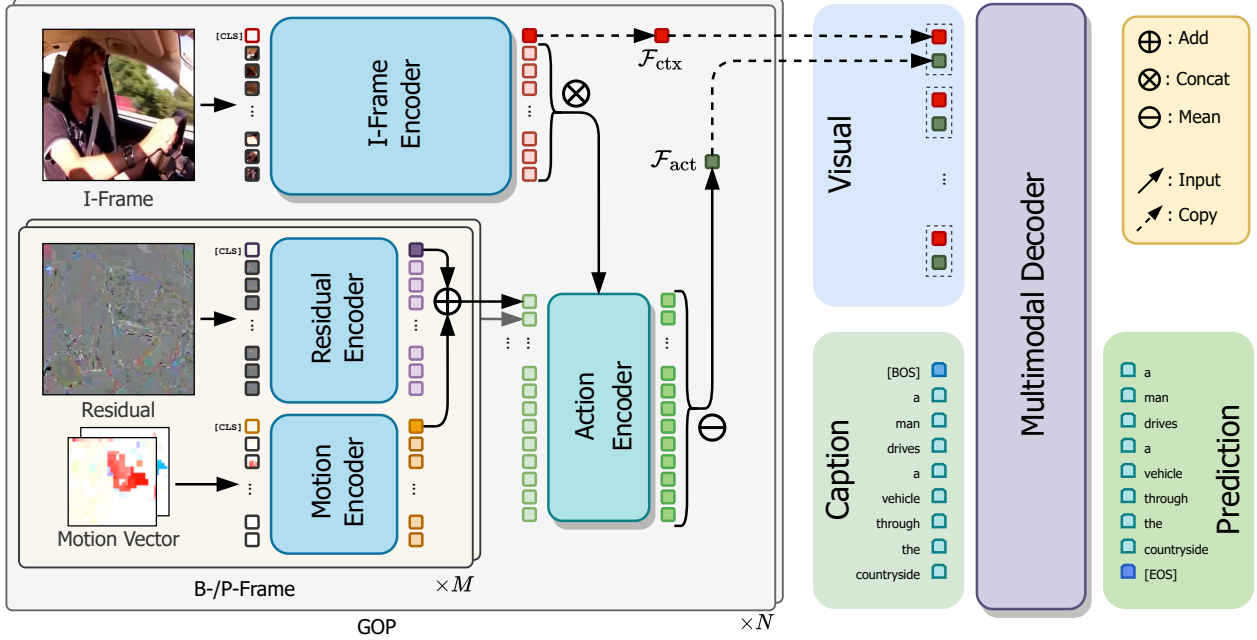 [CLS]
I-Frame
Encoder
I-Frame
𝓕ctx
𝓕act
[CLS]
Residual
Encoder
Residual
[CLS]
Motion
Encoder
Motion Vector
B-/P-Frame
×M
Action
Encoder
GOP
×N
Visual
...
Caption
[BOS]
a
man
drives
a
vehicle
through
the
countryside
Multimodal Decoder
: Add
: Concat
: Mean
: Input
: Copy
a
man
drives
a
vehicle
through
the
countryside
[EOS]
Prediction